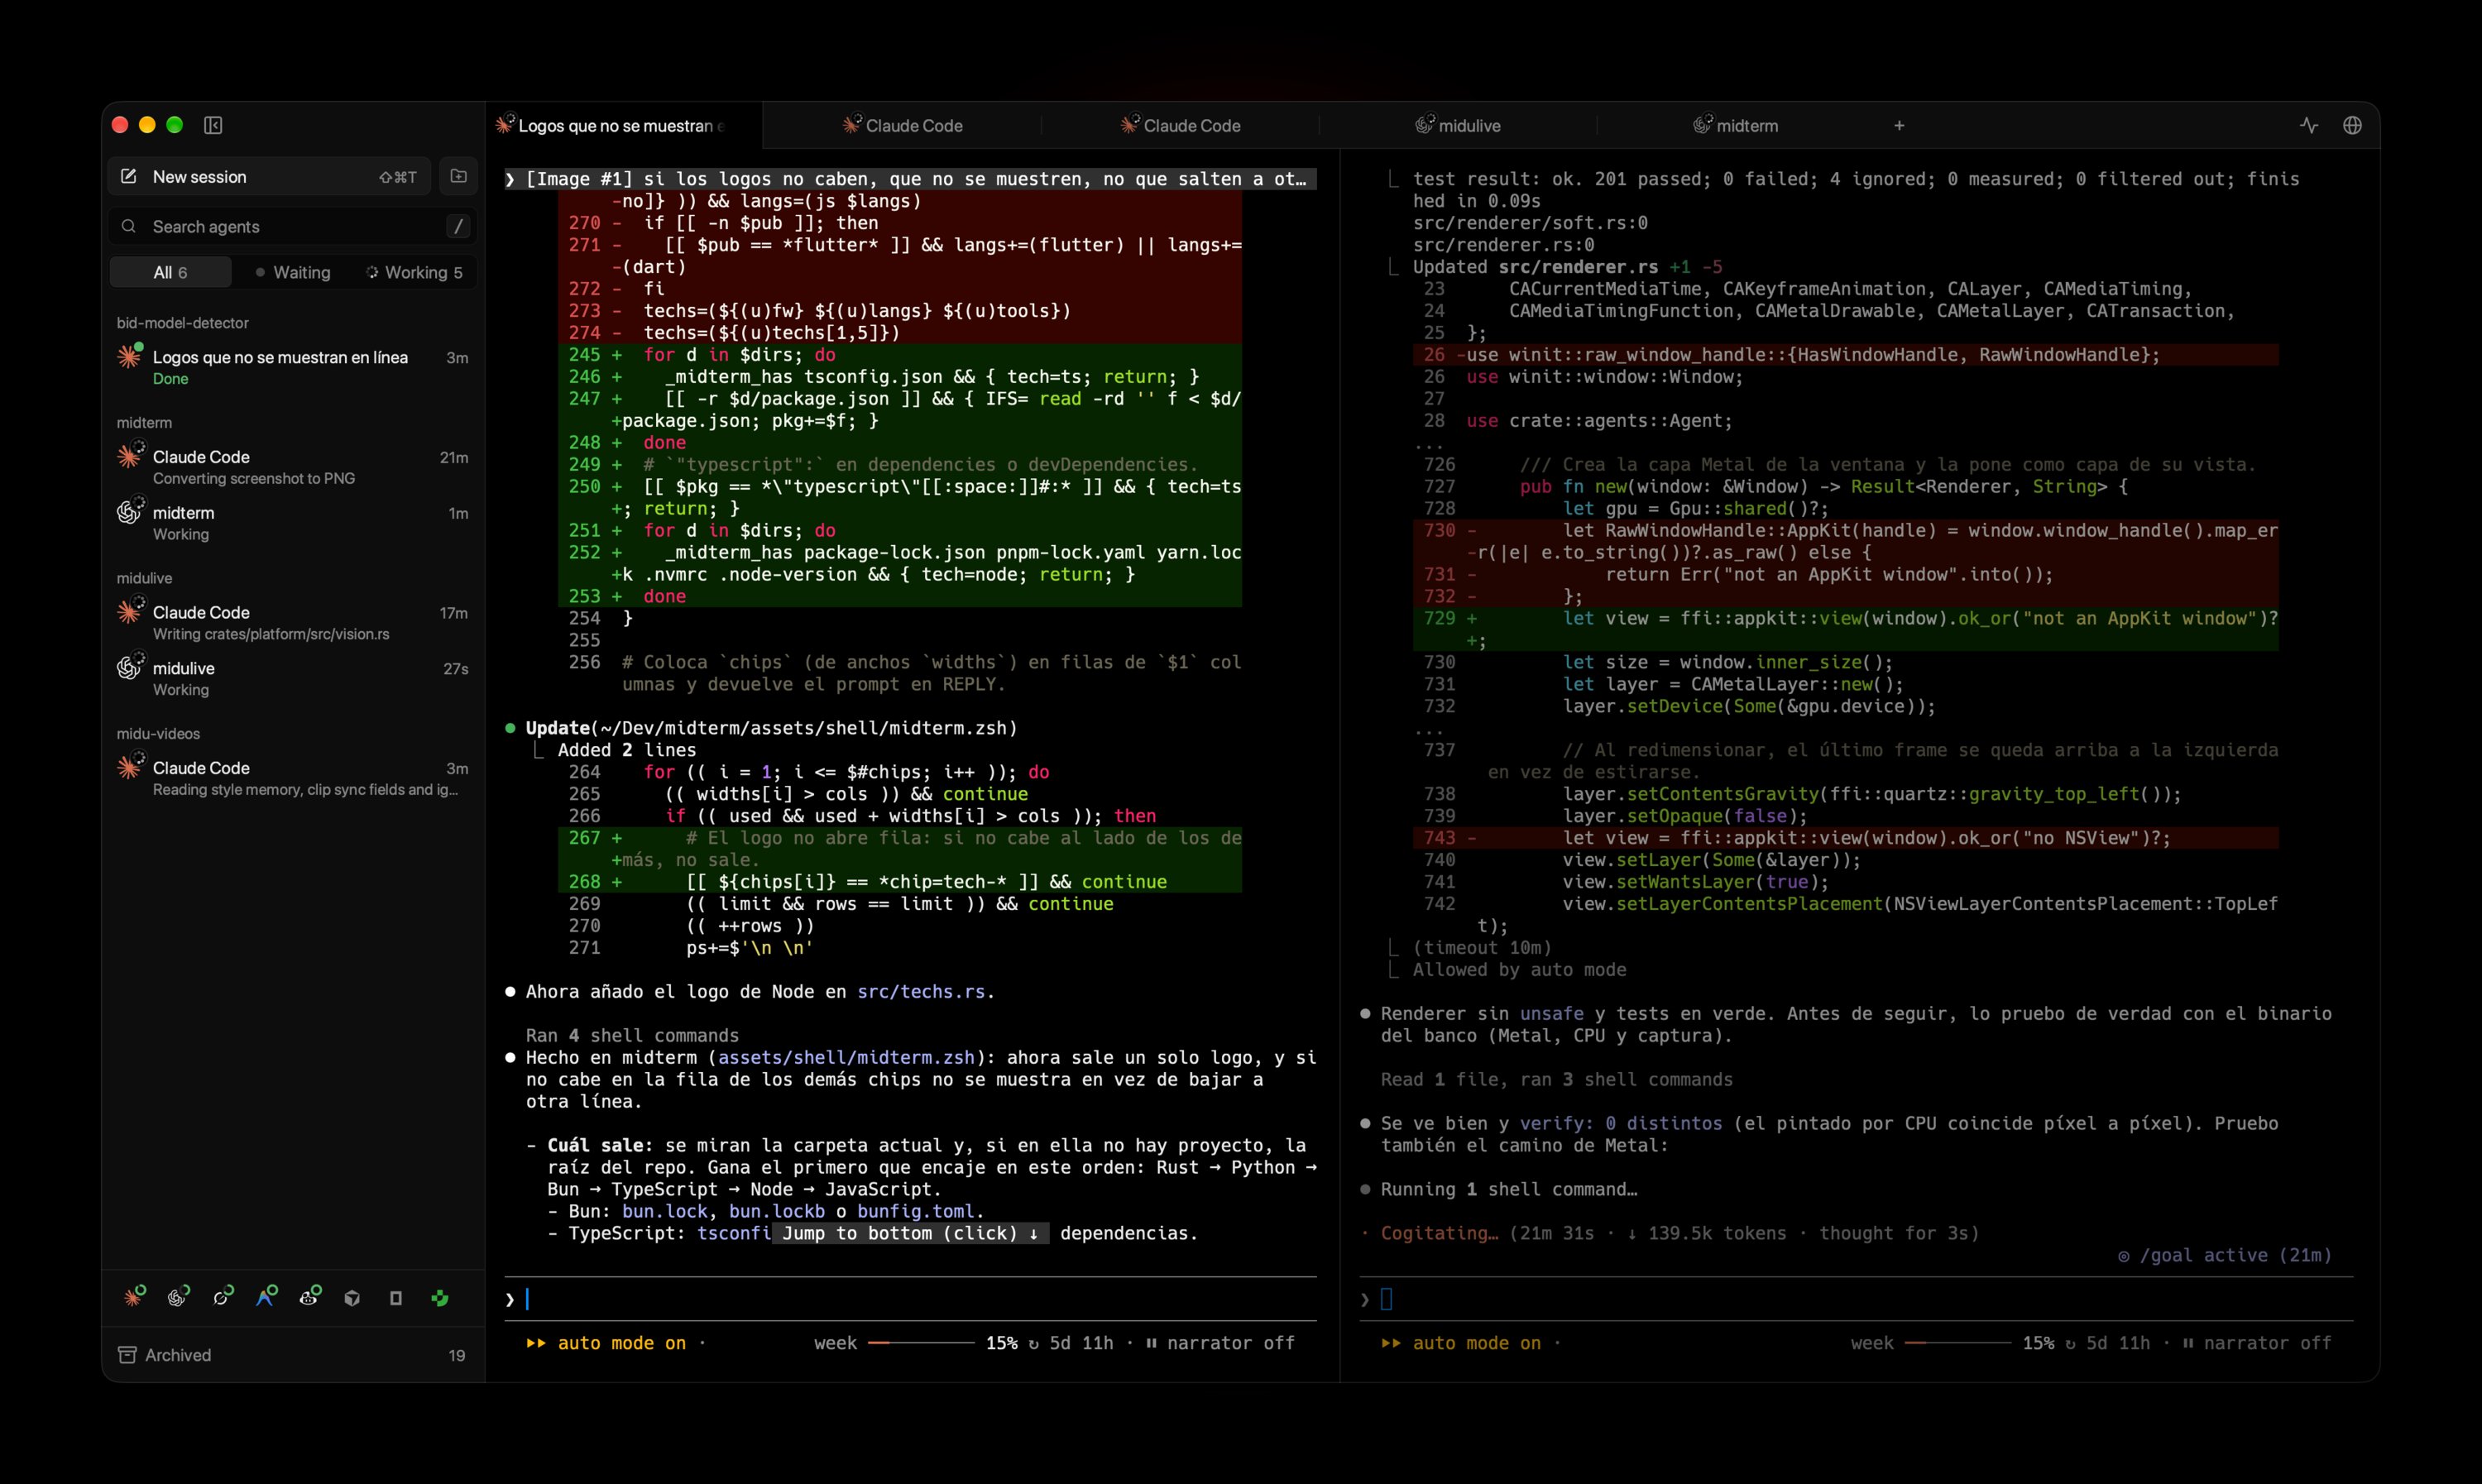 Logos que no se muestran e
Claude Code
Claude Code
midulive
midterm
+
New session ⇧⌘T
Search agents /
All 6
Waiting
Working 5
bid-model-detector
Logos que no se muestran en línea 3m
Done
midterm
Claude Code 21m
Converting screenshot to PNG
midterm 1m
Working
midulive
Claude Code 17m
Writing crates/platform/src/vision.rs
midulive 27s
Working
midu-videos
Claude Code 3m
Reading style memory, clip sync fields and ig...
Archived 19
❯ [Image #1] si los logos no caben, que no se muestren, no que salten a ot…
-no]} )) && langs=(js $langs)
270 -  if [[ -n $pub ]]; then
271 -    [[ $pub == *flutter* ]] && langs+=(flutter) || langs+=
-(dart)
272 -  fi
273 -  techs=(${(u)fw} ${(u)langs} ${(u)tools})
274 -  techs=(${(u)techs[1,5]})
245 +  for d in $dirs; do
246 +    _midterm_has tsconfig.json && { tech=ts; return; }
247 +    [[ -r $d/package.json ]] && { IFS= read -rd '' f < $d/
+package.json; pkg+=$f; }
248 +  done
249 +  # `"typescript":` en dependencies o devDependencies.
250 +  [[ $pkg == *\"typescript\"[[:space:]]#:* ]] && { tech=ts
+; return; }
251 +  for d in $dirs; do
252 +    _midterm_has package-lock.json pnpm-lock.yaml yarn.loc
+k .nvmrc .node-version && { tech=node; return; }
253 +  done
254 }
255
256 # Coloca `chips` (de anchos `widths`) en filas de `$1` col
umnas y devuelve el prompt en REPLY.
● Update(~/Dev/midterm/assets/shell/midterm.zsh)
⎿ Added 2 lines
264   for (( i = 1; i <= $#chips; i++ )); do
265     (( widths[i] > cols )) && continue
266     if (( used && used + widths[i] > cols )); then
267 +      # El logo no abre fila: si no cabe al lado de los de
+más, no sale.
268 +      [[ ${chips[i]} == *chip=tech-* ]] && continue
269       (( limit && rows == limit )) && continue
270       (( ++rows ))
271       ps+=$'\n \n'
● Ahora añado el logo de Node en src/techs.rs.
Ran 4 shell commands
● Hecho en midterm (assets/shell/midterm.zsh): ahora sale un solo logo, y si
no cabe en la fila de los demás chips no se muestra en vez de bajar a
otra línea.
- Cuál sale: se miran la carpeta actual y, si en ella no hay proyecto, la
raíz del repo. Gana el primero que encaje en este orden: Rust → Python →
Bun → TypeScript → Node → JavaScript.
- Bun: bun.lock, bun.lockb o bunfig.toml.
- TypeScript: tsconfi Jump to bottom (click) ↓ dependencias.
❯
▸▸ auto mode on · week 15% ↻ 5d 11h · ⏸ narrator off
⎿ test result: ok. 201 passed; 0 failed; 4 ignored; 0 measured; 0 filtered out; finis
hed in 0.09s
src/renderer/soft.rs:0
src/renderer.rs:0
⎿ Updated src/renderer.rs +1 -5
23     CACurrentMediaTime, CAKeyframeAnimation, CALayer, CAMediaTiming,
24     CAMediaTimingFunction, CAMetalDrawable, CAMetalLayer, CATransaction,
25 };
26 -use winit::raw_window_handle::{HasWindowHandle, RawWindowHandle};
26 use winit::window::Window;
27
28 use crate::agents::Agent;
...
726     /// Crea la capa Metal de la ventana y la pone como capa de su vista.
727     pub fn new(window: &Window) -> Result<Renderer, String> {
728         let gpu = Gpu::shared()?;
730 -        let RawWindowHandle::AppKit(handle) = window.window_handle().map_er
-r(|e| e.to_string())?.as_raw() else {
731 -            return Err("not an AppKit window".into());
732 -        };
729 +        let view = ffi::appkit::view(window).ok_or("not an AppKit window")?
+;
730         let size = window.inner_size();
731         let layer = CAMetalLayer::new();
732         layer.setDevice(Some(&gpu.device));
...
737         // Al redimensionar, el último frame se queda arriba a la izquierda
en vez de estirarse.
738         layer.setContentsGravity(ffi::quartz::gravity_top_left());
739         layer.setOpaque(false);
743 -        let view = ffi::appkit::view(window).ok_or("no NSView")?;
740         view.setLayer(Some(&layer));
741         view.setWantsLayer(true);
742         view.setLayerContentsPlacement(NSViewLayerContentsPlacement::TopLef
t);
⎿ (timeout 10m)
⎿ Allowed by auto mode
● Renderer sin unsafe y tests en verde. Antes de seguir, lo pruebo de verdad con el binario
del banco (Metal, CPU y captura).
Read 1 file, ran 3 shell commands
● Se ve bien y verify: 0 distintos (el pintado por CPU coincide píxel a píxel). Pruebo
también el camino de Metal:
● Running 1 shell command…
· Cogitating… (21m 31s · ↓ 139.5k tokens · thought for 3s)
◎ /goal active (21m)
❯
▸▸ auto mode on · week 15% ↻ 5d 11h · ⏸ narrator off